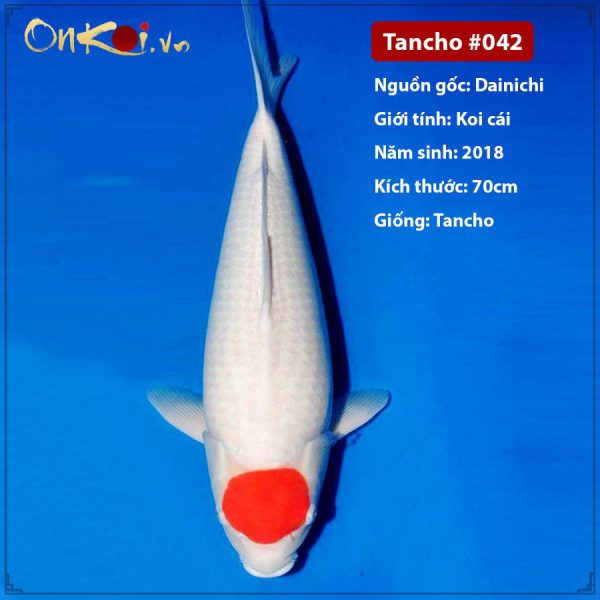 OnKoi.vn
Tancho #042
Nguồn gốc: Dainichi
Giới tính: Koi cái
Năm sinh: 2018
Kích thước: 70cm
Giống: Tancho